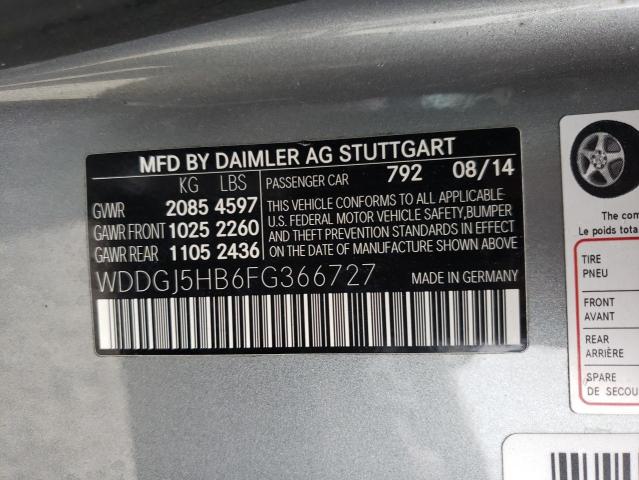 MFD BY DAIMLER AG STUTTGART
KG LBS
GVWR 2085 4597
GAWR FRONT 1025 2260
GAWR REAR 1105 2436
PASSENGER CAR 792 08/14
THIS VEHICLE CONFORMS TO ALL APPLICABLE
U.S. FEDERAL MOTOR VEHICLE SAFETY, BUMPER
AND THEFT PREVENTION STANDARDS IN EFFECT
ON THE DATE OF MANUFACTURE SHOWN ABOVE
WDDGJ5HB6FG366727 MADE IN GERMANY
The com
Le poids tota
TIRE
PNEU
FRONT
AVANT
REAR
ARRIÈRE
SPARE
DE SECOU